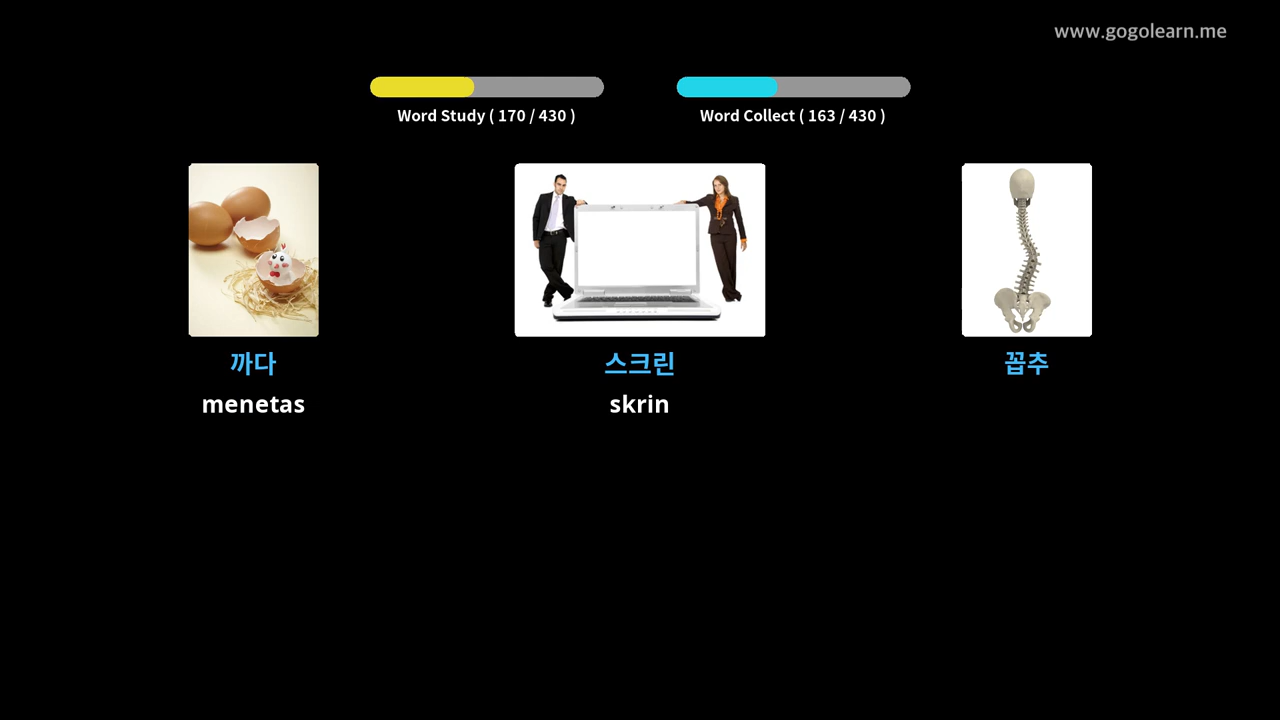 www.gogolearn.me
Word Study ( 170 / 430 )
Word Collect ( 163 / 430 )
까다
스크린
꼽추
menetas
skrin